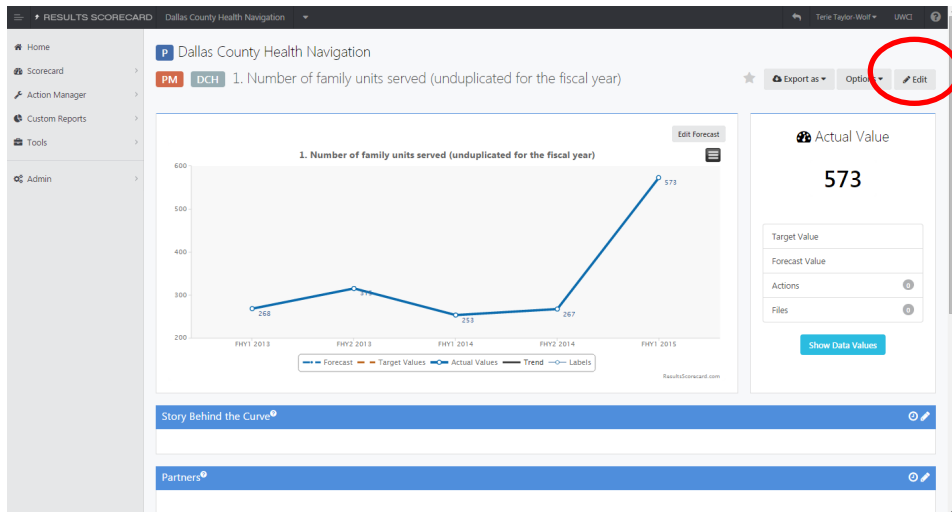 RESULTS SCORECARD Dallas County Health Navigation Terie Taylor-Wolf UWCI ?
Home
Scorecard
Action Manager
Custom Reports
Tools
Admin
P Dallas County Health Navigation
PM DCH 1. Number of family units served (unduplicated for the fiscal year)
Export as Options Edit
Edit Forecast
1. Number of family units served (unduplicated for the fiscal year)
600
500
400
300
200
268
253
267
573
FHY1 2013 FHY2 2013 FHY1 2014 FHY2 2014 FHY1 2015
Forecast Target Values Actual Values Trend Labels
ResultsScorecard.com
Actual Value
573
Target Value
Forecast Value
Actions 0
Files 0
Show Data Values
Story Behind the Curve?
Partners?